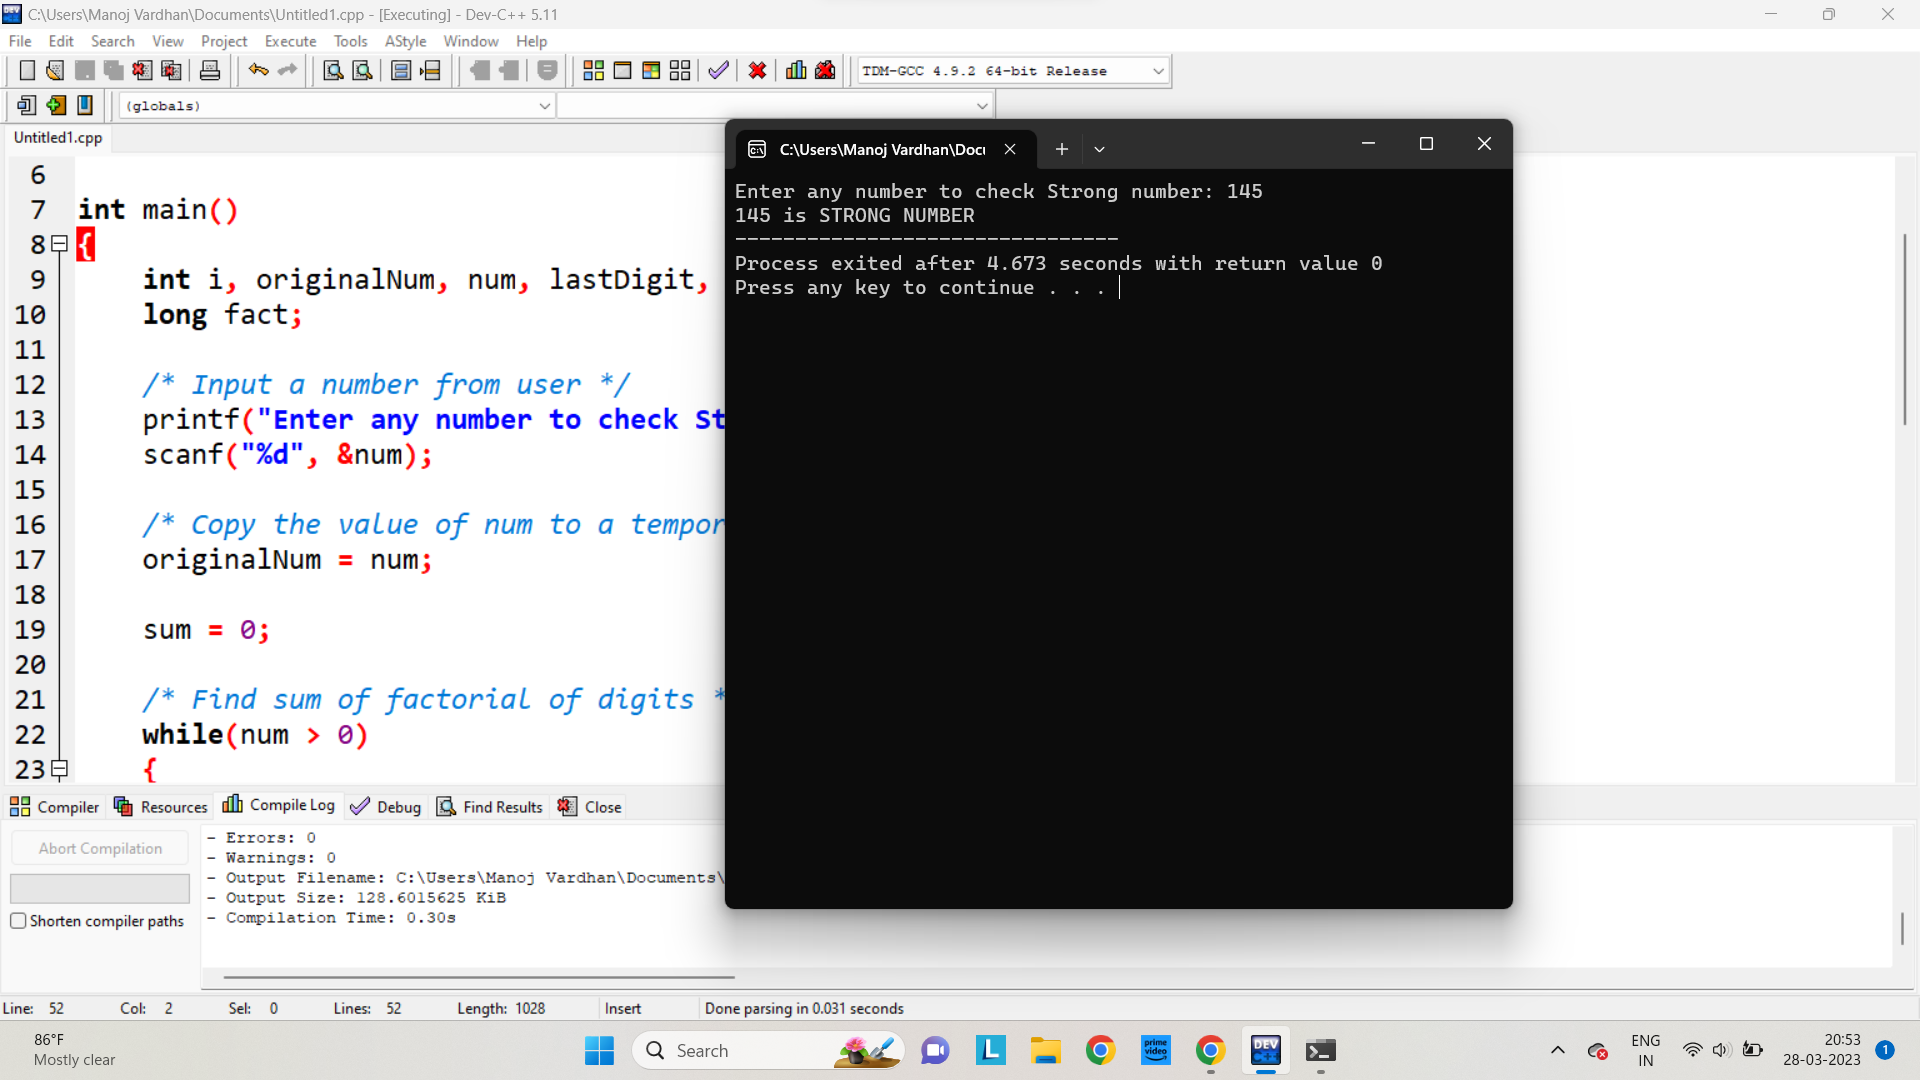 C:\Users\Manoj Vardhan\Documents\Untitled1.cpp - [Executing] - Dev-C++ 5.11
File Edit Search View Project Execute Tools AStyle Window Help
TDM-GCC 4.9.2 64-bit Release
(globals)
Untitled1.cpp
6
7 int main()
8 {
9 int i, originalNum, num, lastDigit,
10 long fact;
11
12 /* Input a number from user */
13 printf("Enter any number to check St
14 scanf("%d", &num);
15
16 /* Copy the value of num to a tempor
17 originalNum = num;
18
19 sum = 0;
20
21 /* Find sum of factorial of digits *
22 while(num > 0)
23 {
C:\Users\Manoj Vardhan\Docu
Enter any number to check Strong number: 145
145 is STRONG NUMBER
--------------------------------
Process exited after 4.673 seconds with return value 0
Press any key to continue . . .
Compiler Resources Compile Log Debug Find Results Close
Abort Compilation
Shorten compiler paths
- Errors: 0
- Warnings: 0
- Output Filename: C:\Users\Manoj Vardhan\Documents\
- Output Size: 128.6015625 KiB
- Compilation Time: 0.30s
Line: 52 Col: 2 Sel: 0 Lines: 52 Length: 1028 Insert Done parsing in 0.031 seconds
86°F
Mostly clear
Search
L
prime video
DEV C++
ENG
IN
20:53
28-03-2023
1